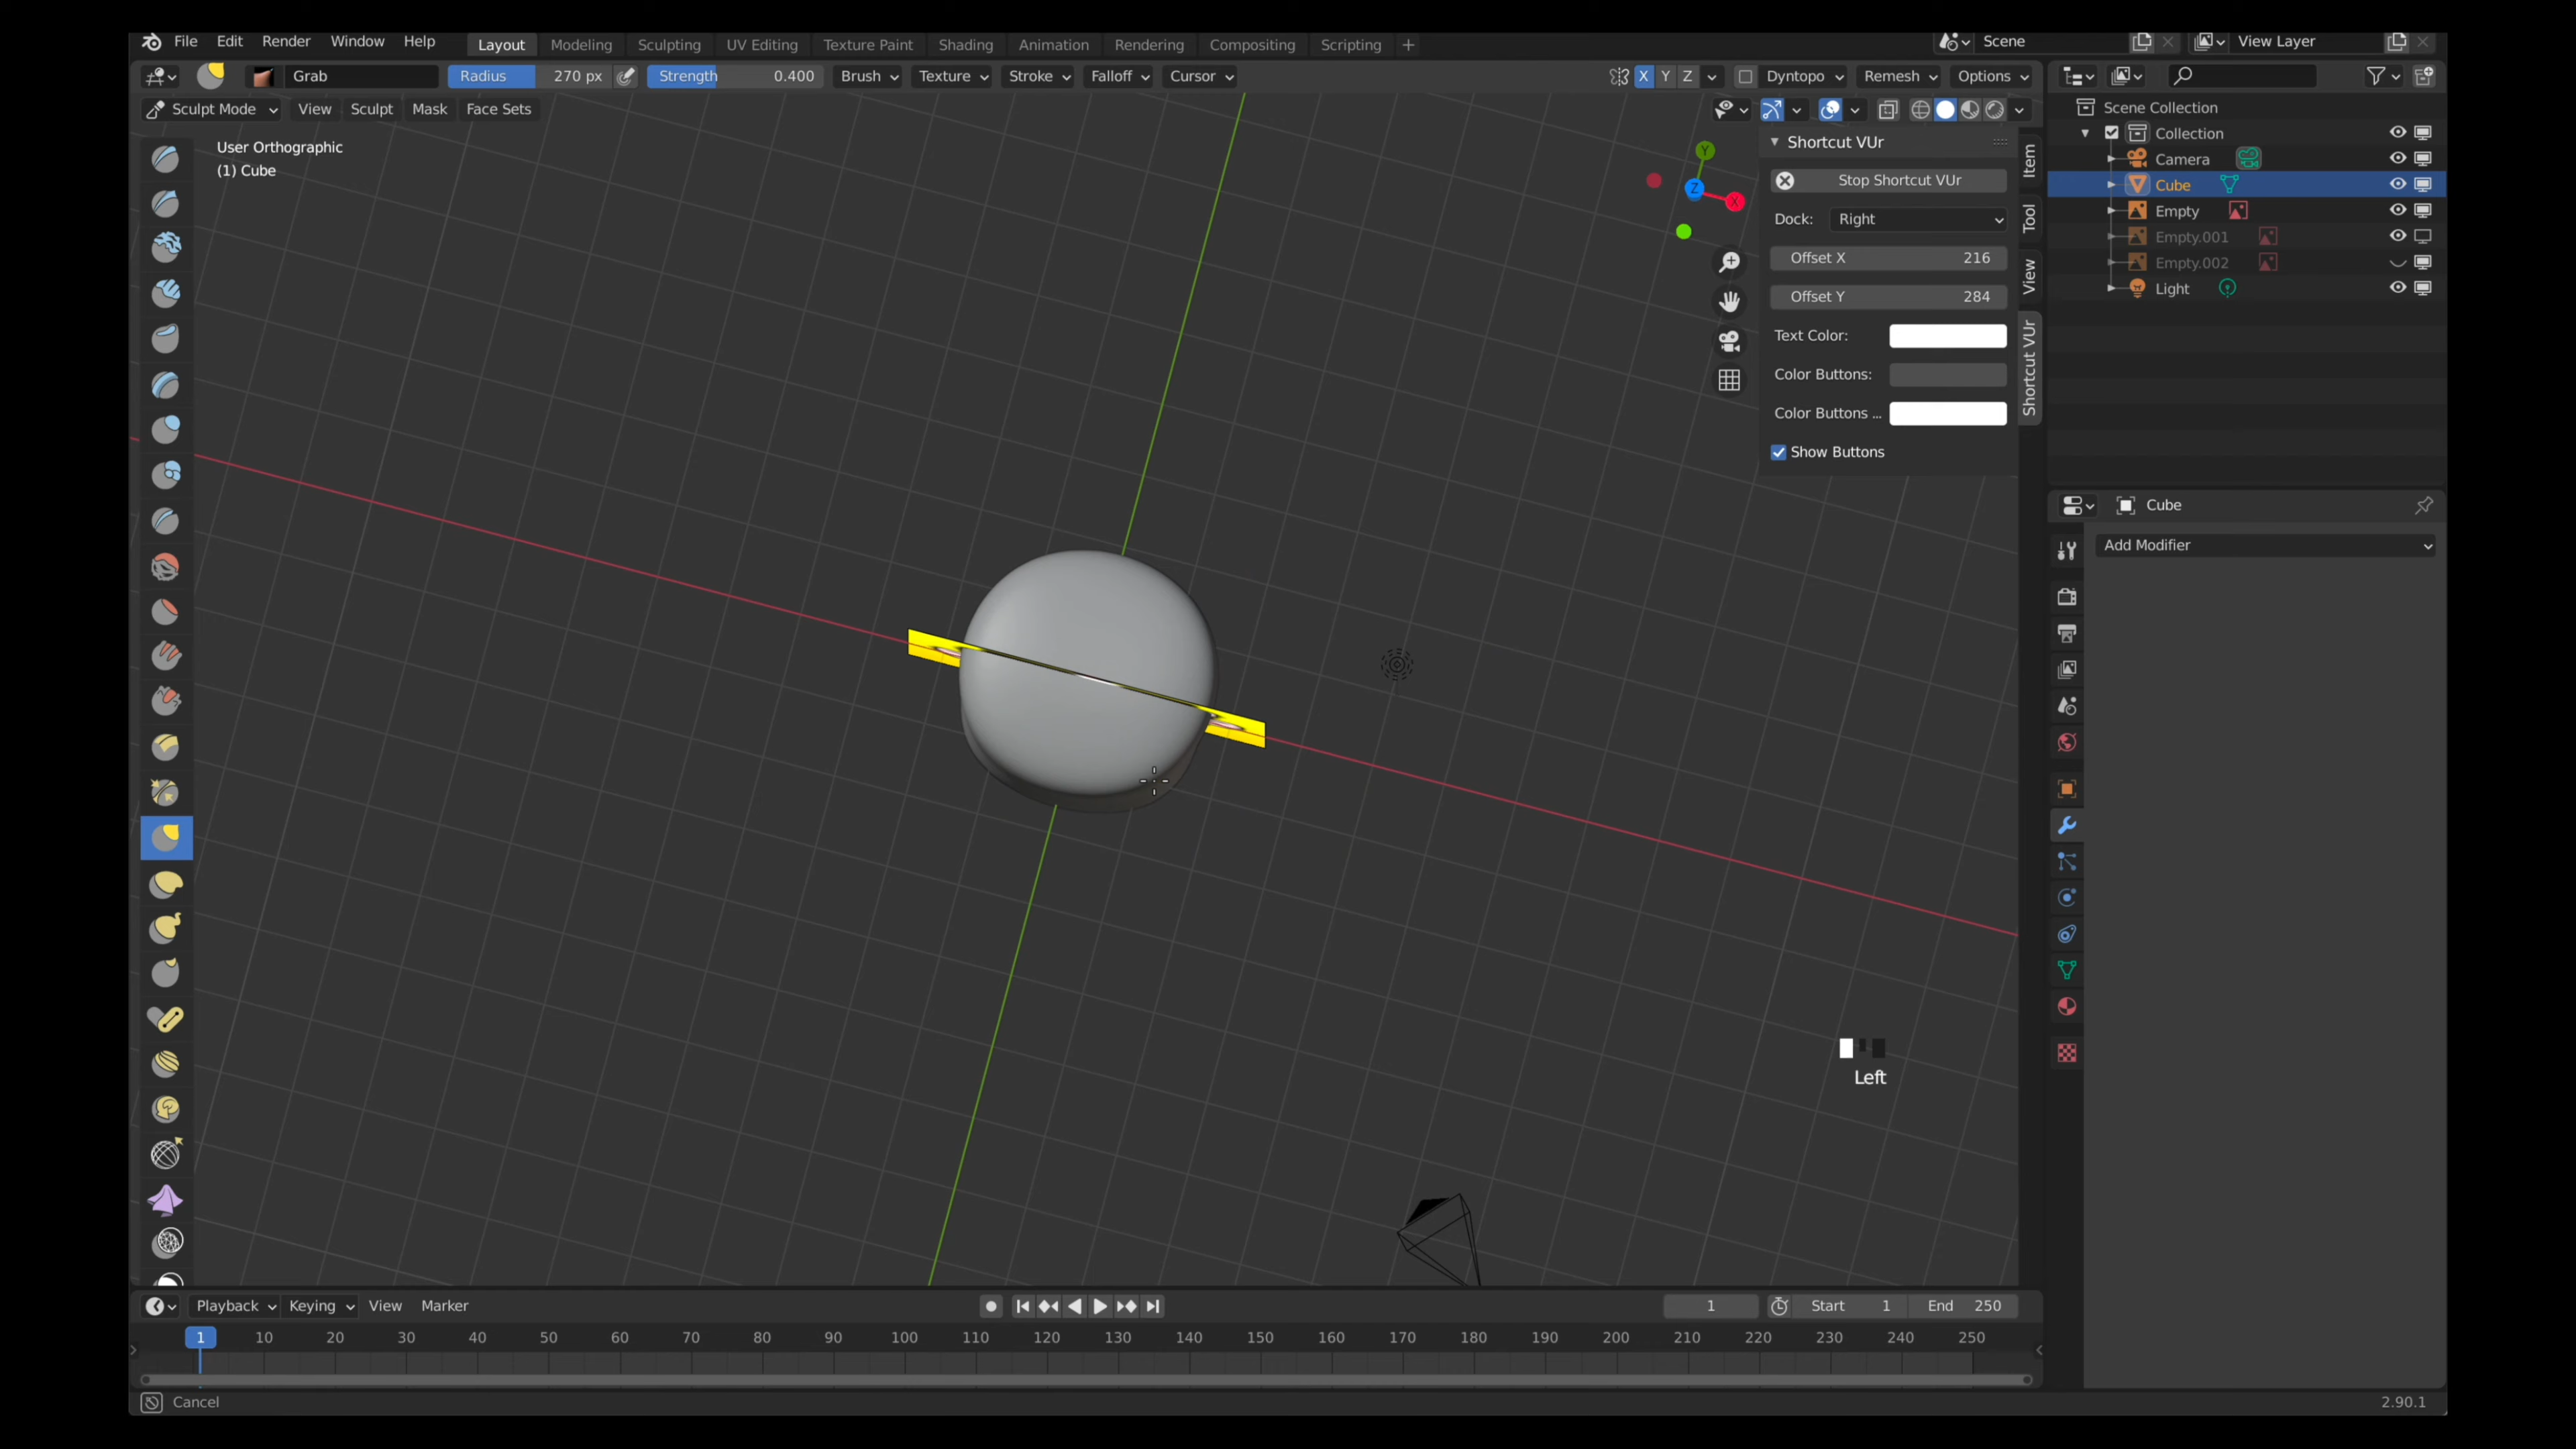 File Edit Render Window Help Layout Modeling Sculpting UV Editing Texture Paint Shading Animation Rendering Compositing Scripting + Scene View Layer
Grab Radius 270 px Strength 0.400 Brush Texture Stroke Falloff Cursor X Y Z Dyntopo Remesh Options
Sculpt Mode View Sculpt Mask Face Sets
User Orthographic
(1) Cube
Y
Z
X
Shortcut VUr
Stop Shortcut VUr
Dock: Right
Offset X 216
Offset Y 284
Text Color:
Color Buttons:
Color Buttons ...
Show Buttons
Item
Tool
View
Shortcut VUr
Scene Collection
Collection
Camera
Cube
Empty
Empty.001
Empty.002
Light
Cube
Add Modifier
Left
Playback Keying View Marker 1 Start 1 End 250
1 10 20 30 40 50 60 70 80 90 100 110 120 130 140 150 160 170 180 190 200 210 220 230 240 250
Cancel 2.90.1